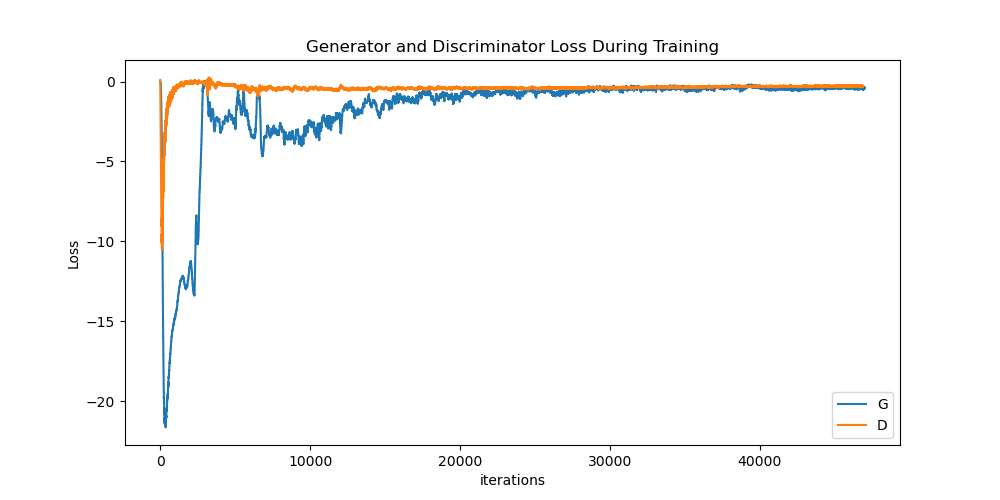 Generator and Discriminator Loss During Training
Loss
0
−5
−10
−15
−20
G
D
0
10000
20000
30000
40000
iterations